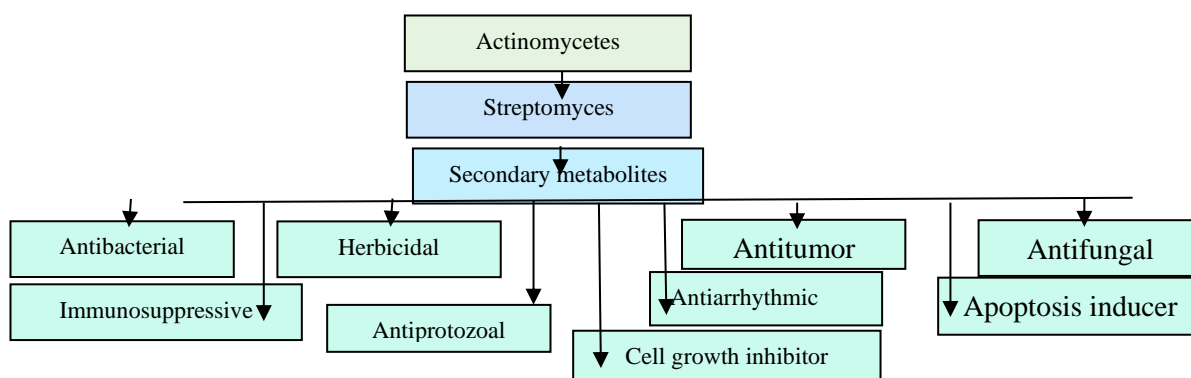 Actinomycetes
Streptomyces
Secondary metabolites
Antibacterial
Herbicidal
Antitumor
Antifungal
Immunosuppressive
Antiprotozoal
Antiarrhythmic
Apoptosis inducer
Cell growth inhibitor